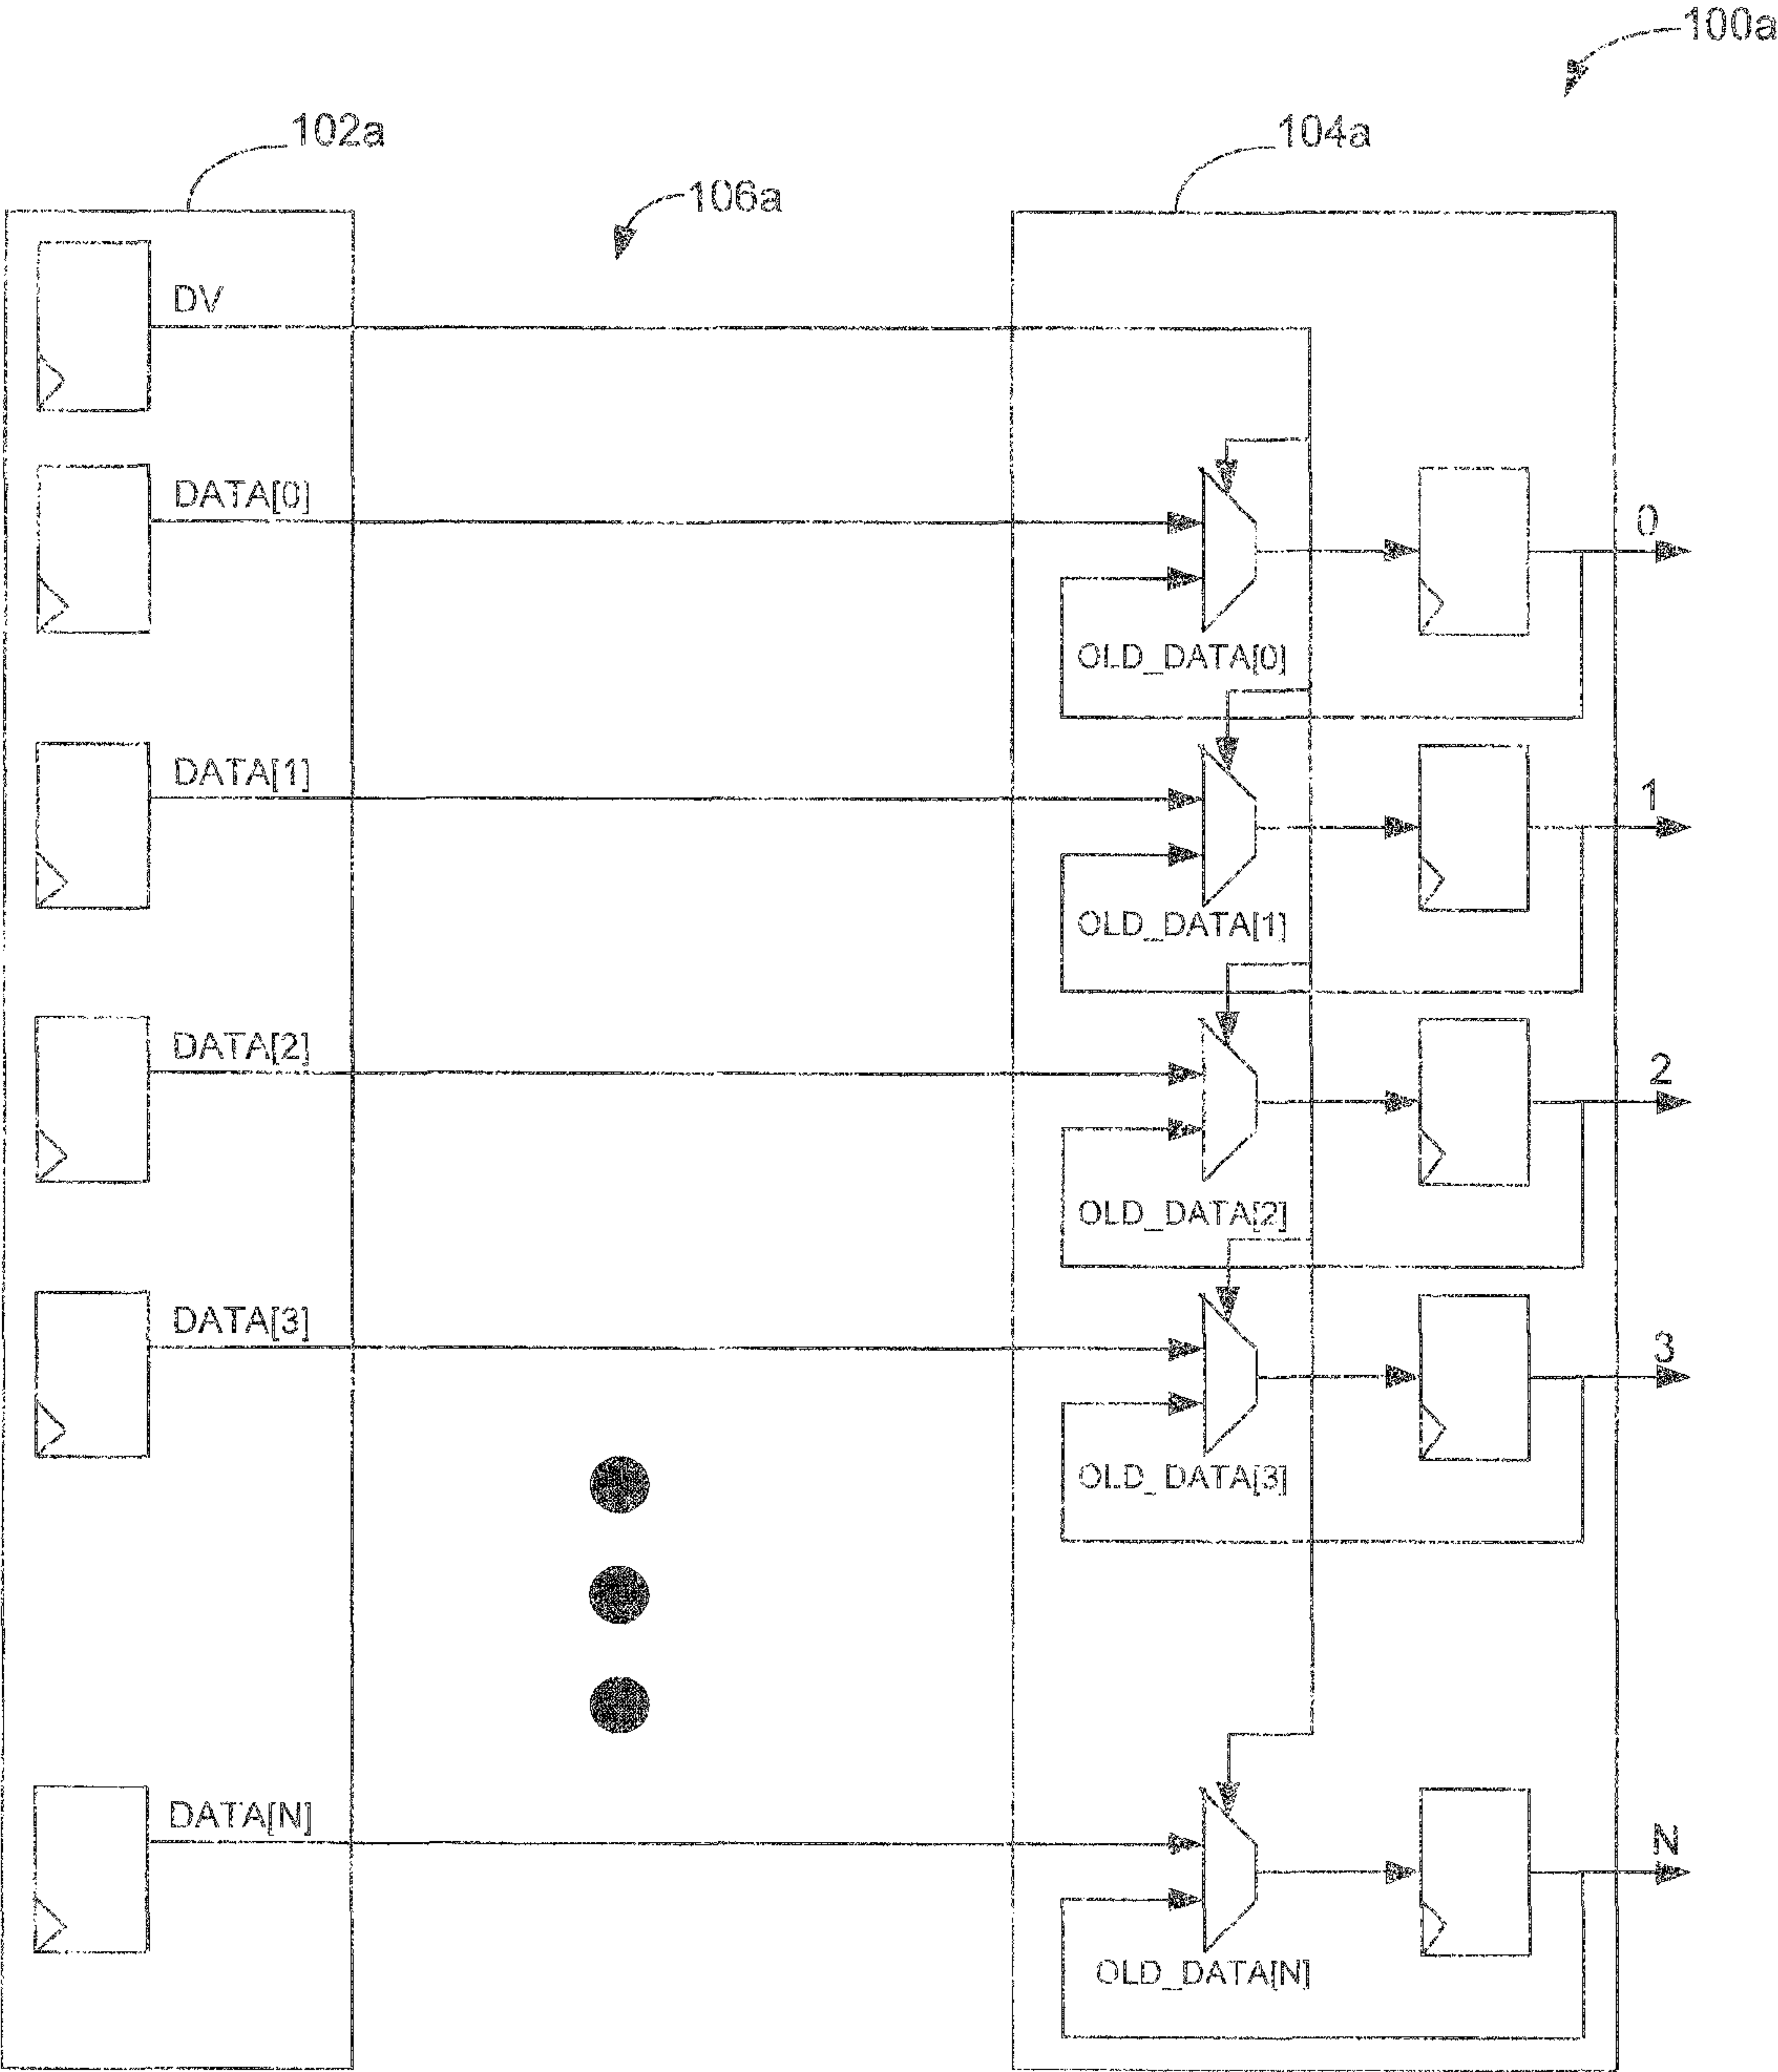 100a
102a
104a
106a
DV
DATA[0]
0
OLD_DATA[0]
DATA[1]
1
OLD_DATA[1]
DATA[2]
2
OLD_DATA[2]
DATA[3]
3
OLD_DATA[3]
DATA[N]
N
OLD_DATA[N]